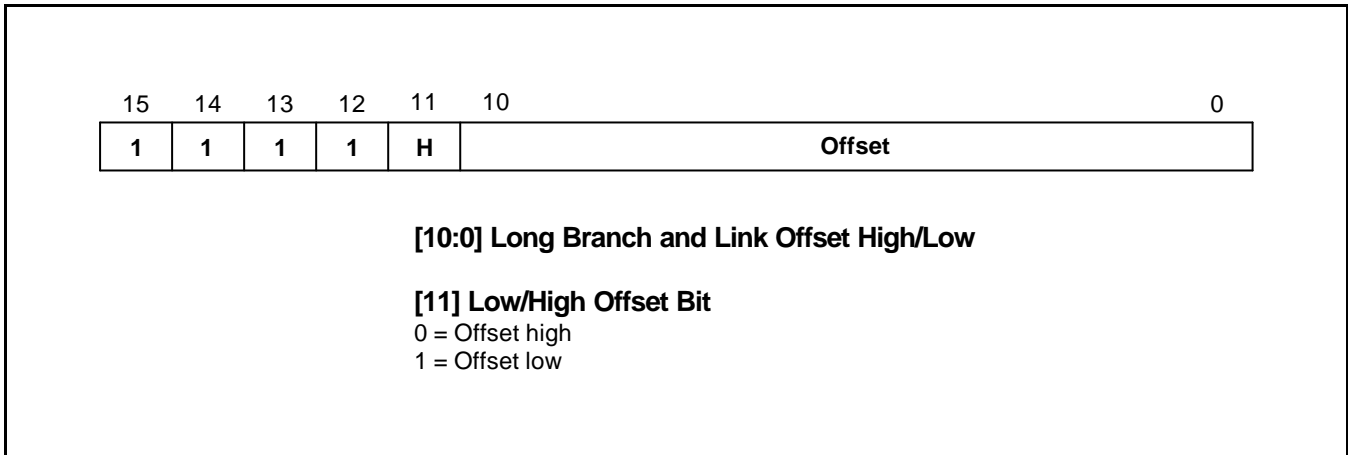 15 14 13 12 11 10 0
1 1 1 1 H Offset
[10:0] Long Branch and Link Offset High/Low
[11] Low/High Offset Bit
0 = Offset high
1 = Offset low